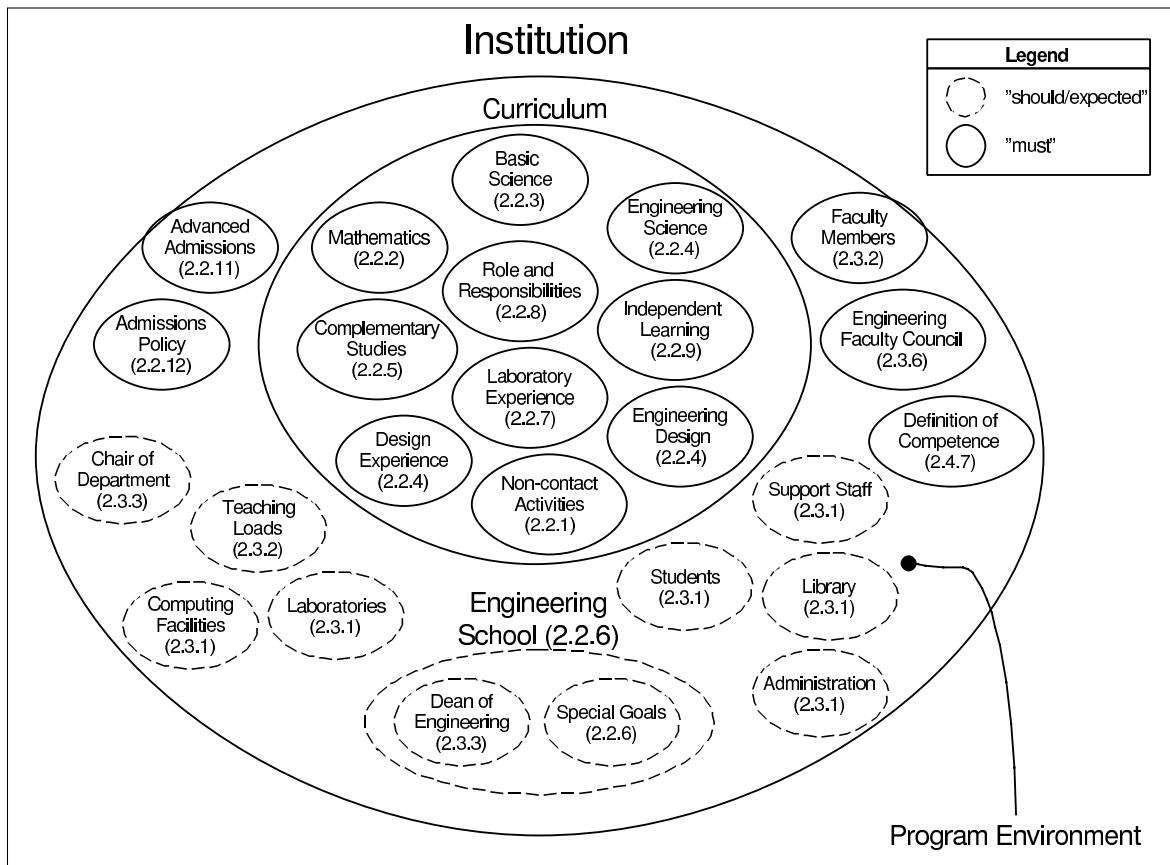 Institution
Legend
"should/expected"
"must"
Curriculum
Basic
Science
(2.2.3)
Advanced
Admissions
(2.2.11)
Mathematics
(2.2.2)
Engineering
Science
(2.2.4)
Faculty
Members
(2.3.2)
Role and
Responsibilities
(2.2.8)
Admissions
Policy
(2.2.12)
Complementary
Studies
(2.2.5)
Independent
Learning
(2.2.9)
Engineering
Faculty Council
(2.3.6)
Laboratory
Experience
(2.2.7)
Design
Experience
(2.2.4)
Engineering
Design
(2.2.4)
Definition of
Competence
(2.4.7)
Chair of
Department
(2.3.3)
Non-contact
Activities
(2.2.1)
Support Staff
(2.3.1)
Teaching
Loads
(2.3.2)
Students
(2.3.1)
Library
(2.3.1)
Computing
Facilities
(2.3.1)
Laboratories
(2.3.1)
Engineering
School (2.2.6)
Dean of
Engineering
(2.3.3)
Special Goals
(2.2.6)
Administration
(2.3.1)
Program Environment